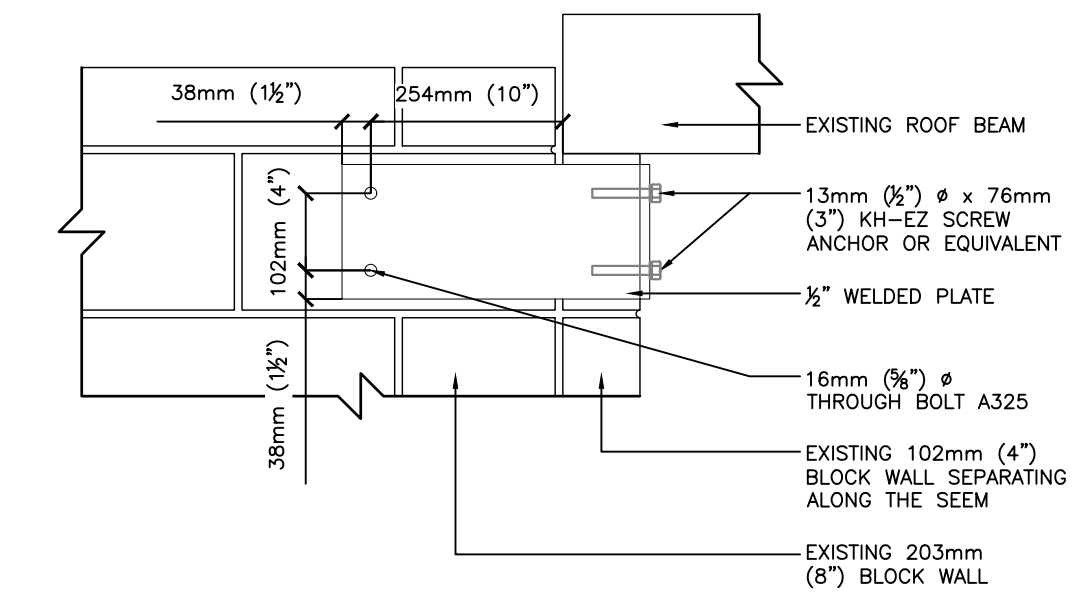 38mm (1½")
254mm (10")
EXISTING ROOF BEAM
102mm (4")
13mm (½") ø x 76mm
(3") KH-EZ SCREW
ANCHOR OR EQUIVALENT
½" WELDED PLATE
38mm (1½")
16mm (⅝") ø
THROUGH BOLT A325
EXISTING 102mm (4")
BLOCK WALL SEPARATING
ALONG THE SEEM
EXISTING 203mm
(8") BLOCK WALL